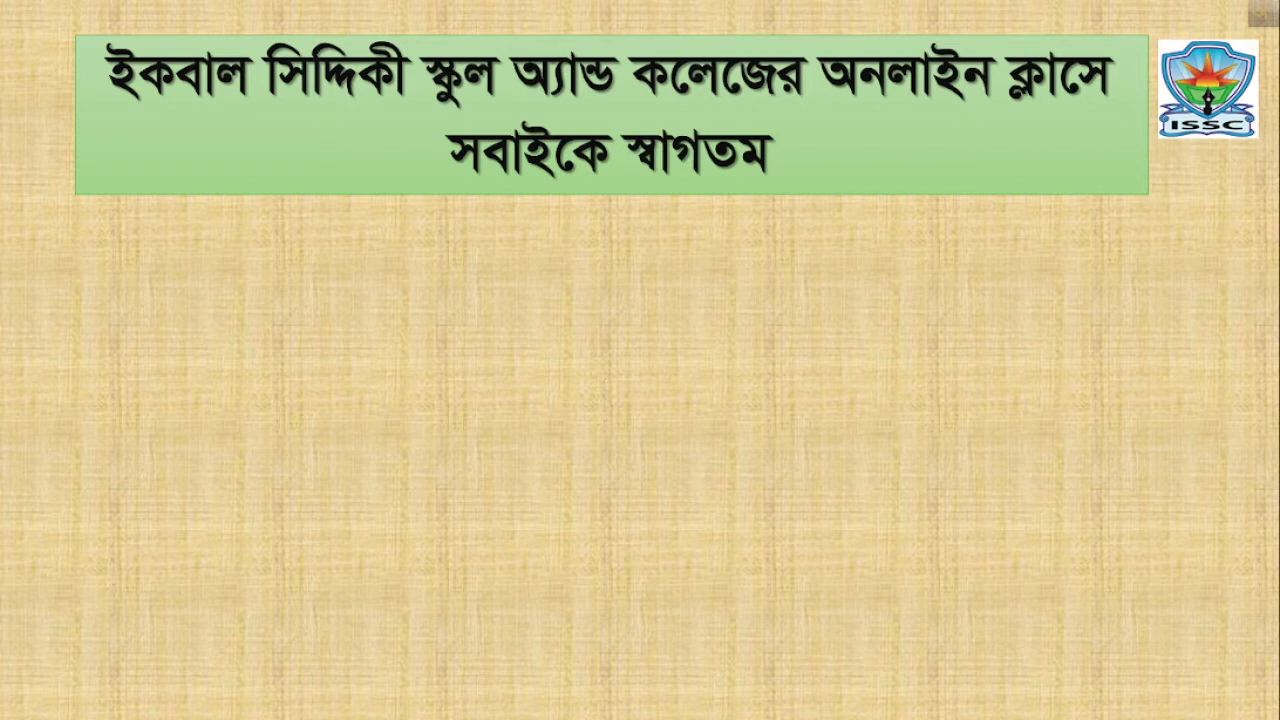 ইকবাল সিদ্দিকী স্কুল অ্যান্ড কলেজের অনলাইন ক্লাসে
সবাইকে স্বাগতম
ISSC